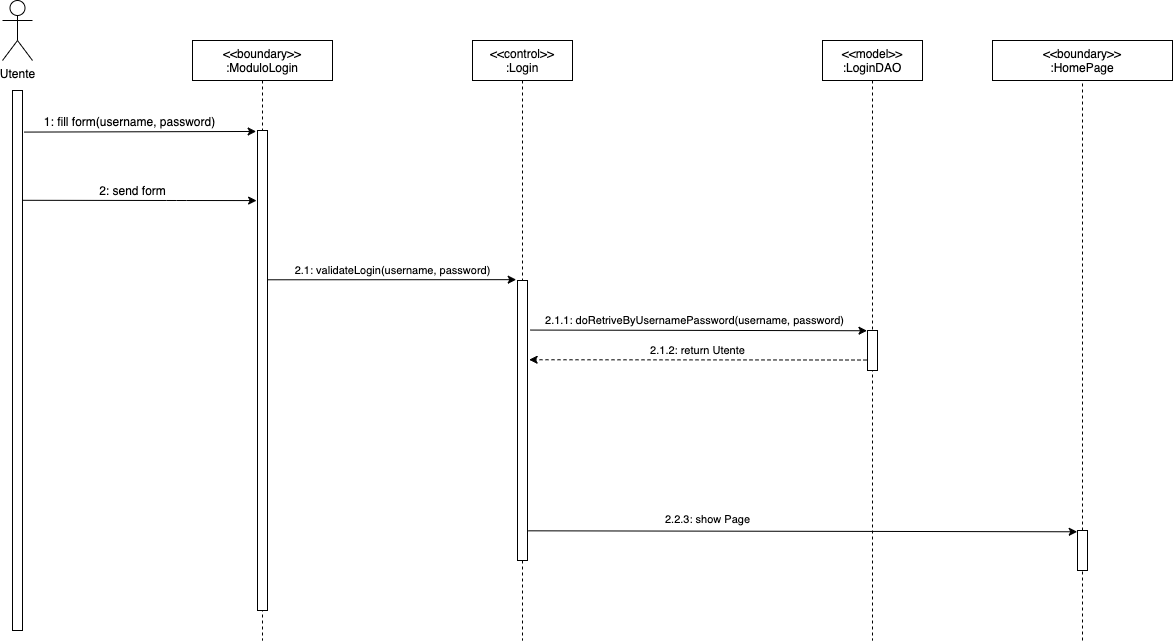 Utente
<<boundary>>
:ModuloLogin
<<control>>
:Login
<<model>>
:LoginDAO
<<boundary>>
:HomePage
1: fill form(username, password)
2: send form
2.1: validateLogin(username, password)
2.1.1: doRetriveByUsernamePassword(username, password)
2.1.2: return Utente
2.2.3: show Page